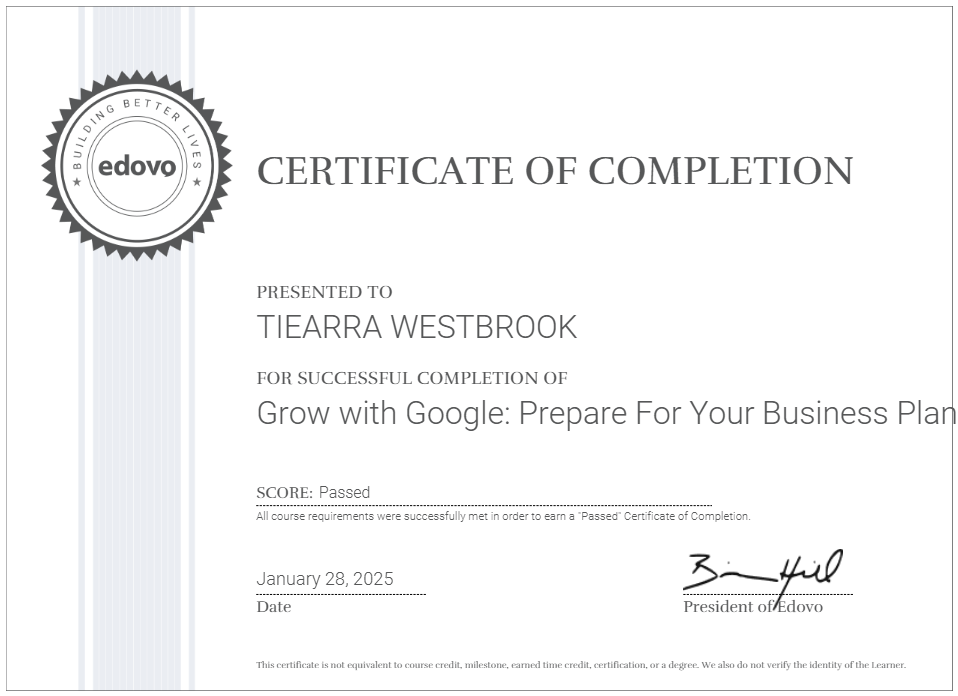 BUILDING BETTER LIVES
edovo
CERTIFICATE OF COMPLETION
PRESENTED TO
TIEARRA WESTBROOK
FOR SUCCESSFUL COMPLETION OF
Grow with Google: Prepare For Your Business Plan
SCORE: Passed
All course requirements were successfully met in order to earn a "Passed" Certificate of Completion.
January 28, 2025
Date
President of Edovo
This certificate is not equivalent to course credit, milestone, earned time credit, certification, or a degree. We also do not verify the identity of the Learner.